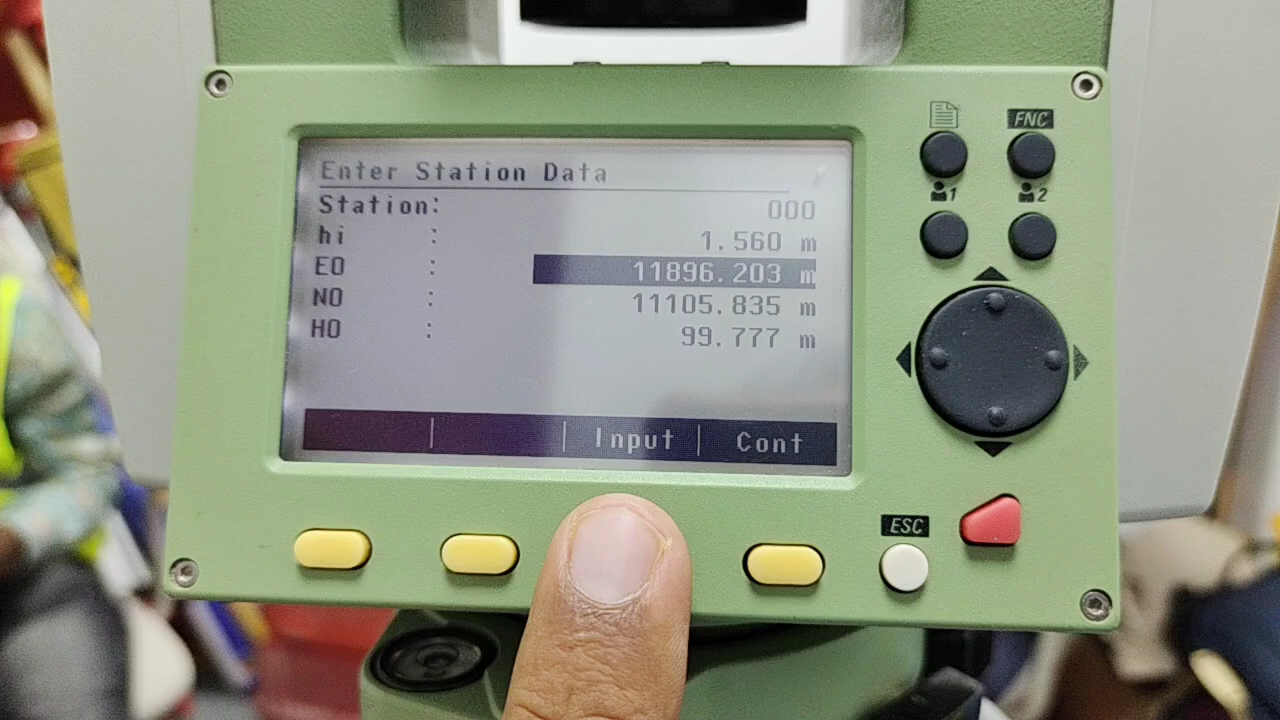 Enter Station Data
Station: 000
hi : 1.560 m
E0 : 11896.203 m
N0 : 11105.835 m
H0 : 99.777 m
Input | Cont
FNC
1 2
ESC